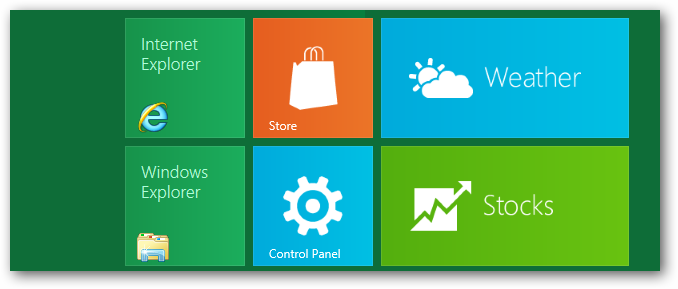 Internet
Explorer
Store
Weather
Windows
Explorer
Control Panel
Stocks